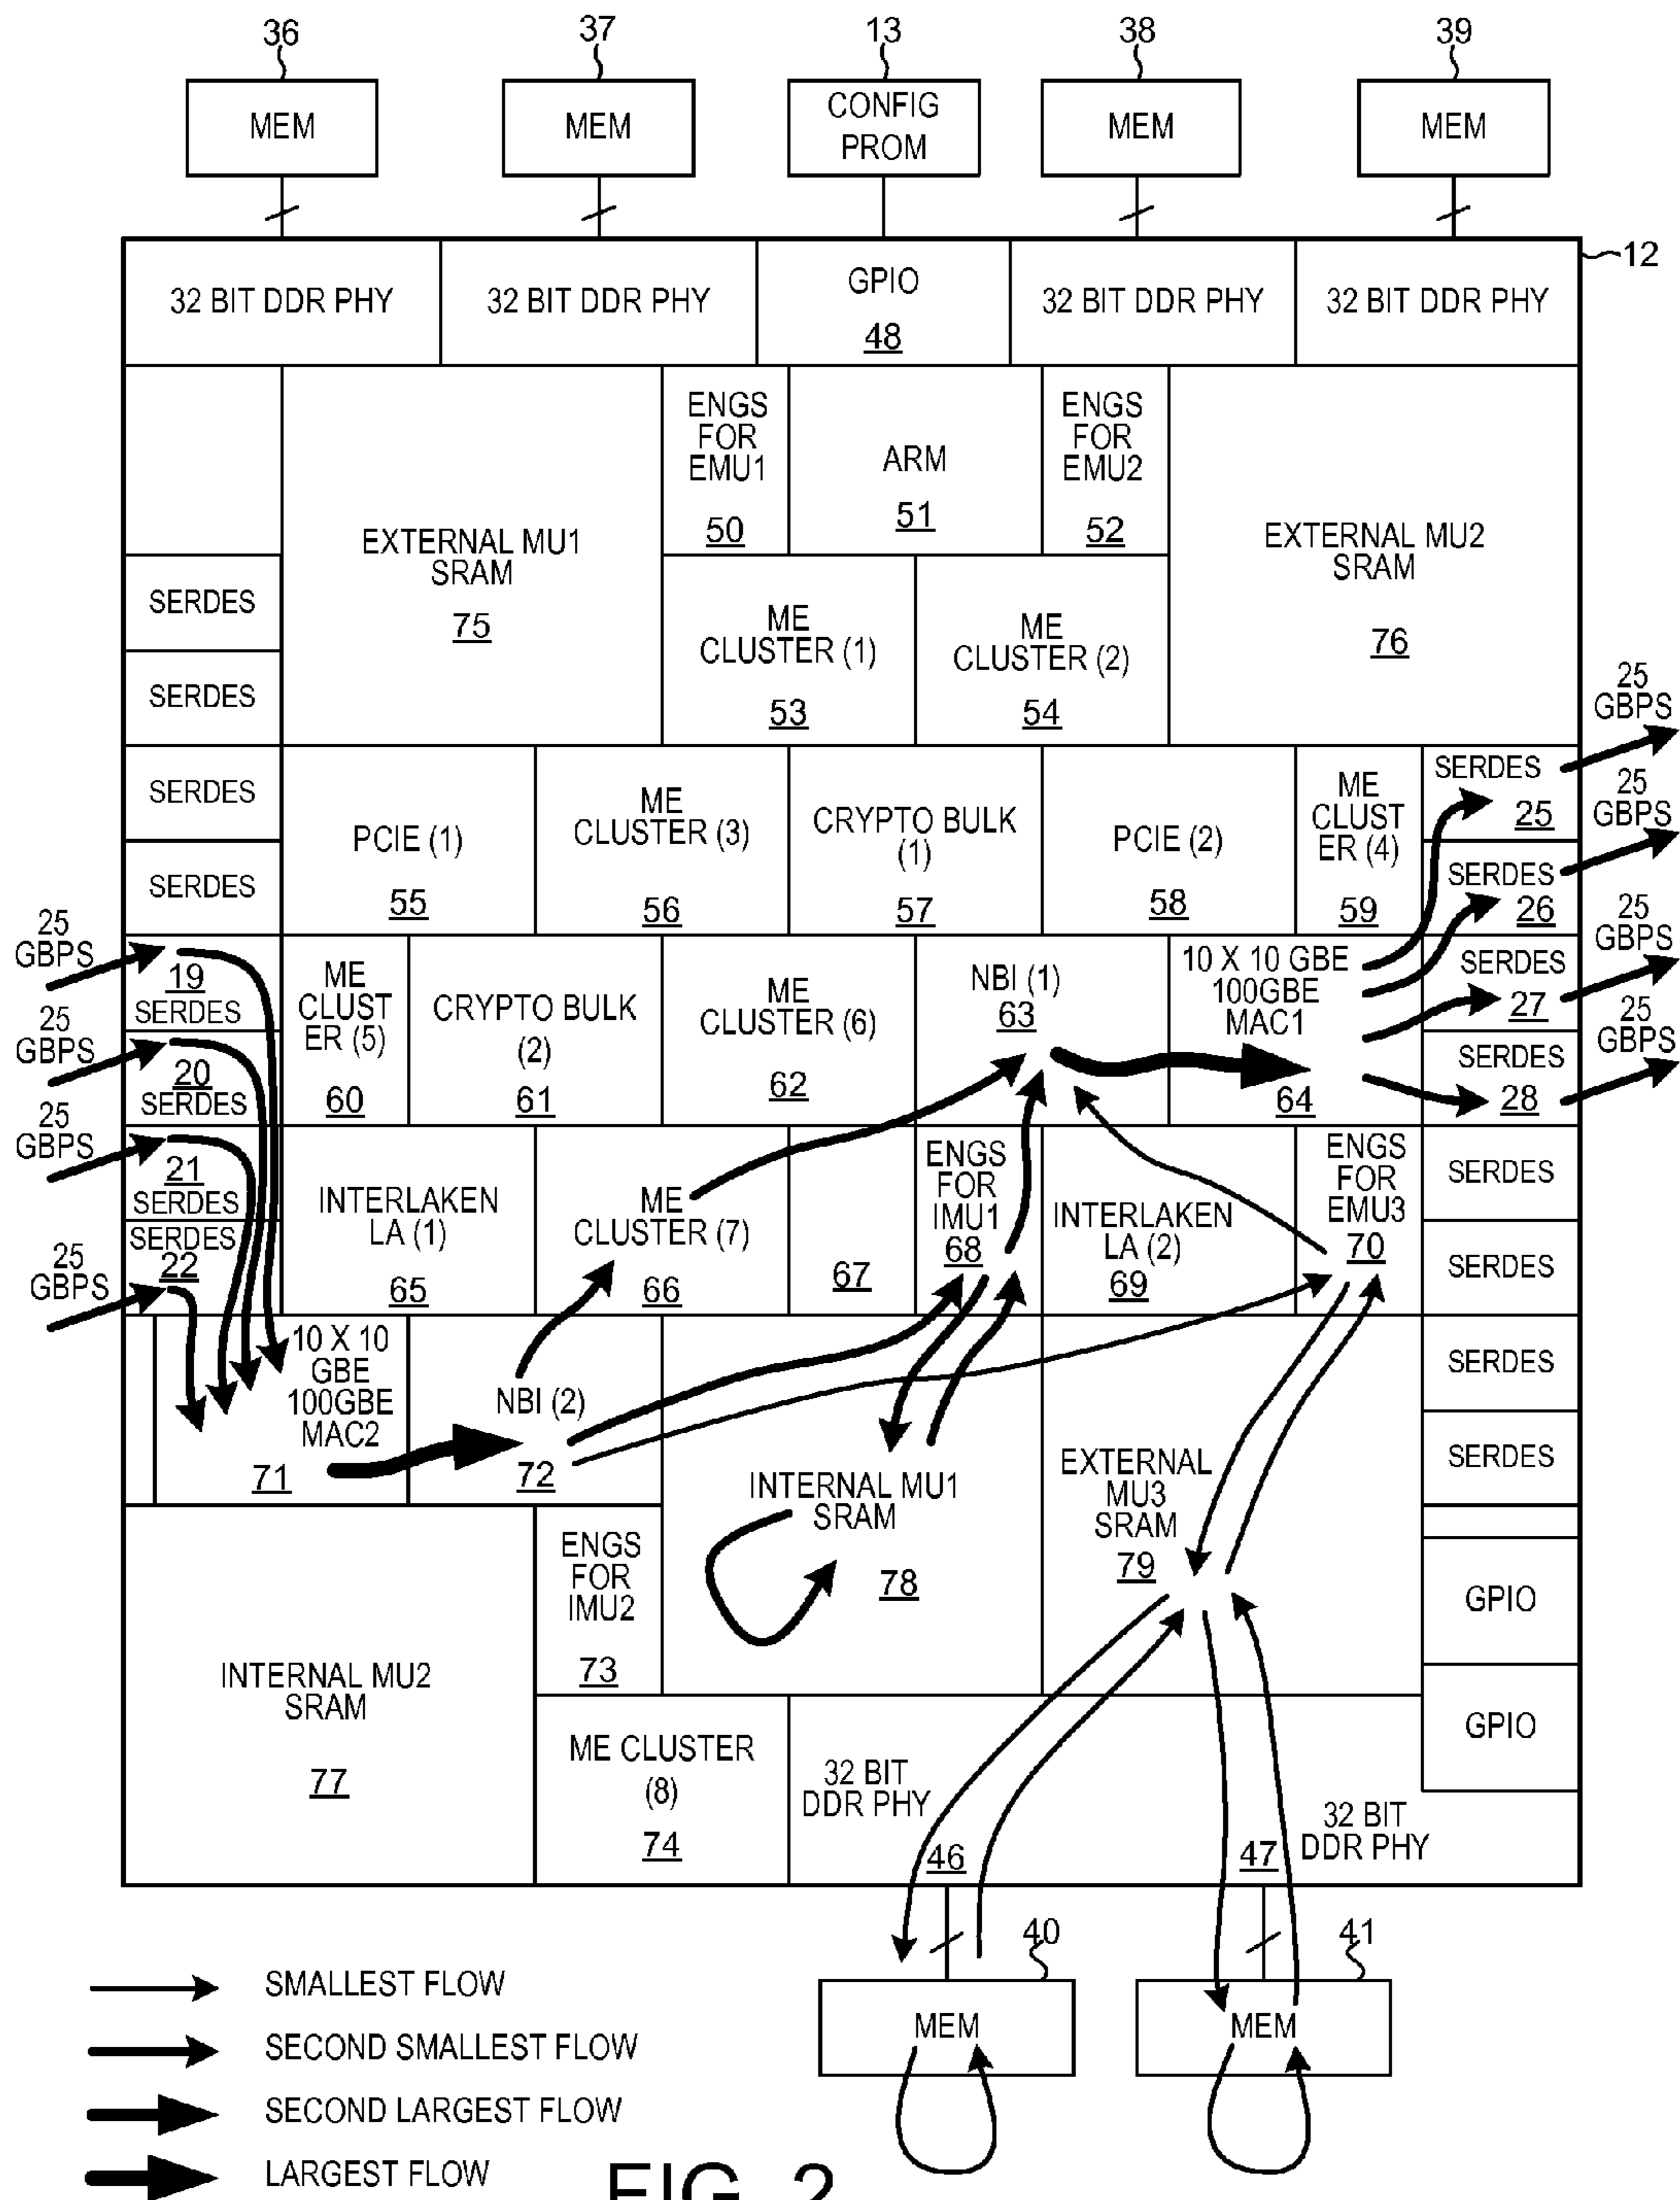 36
37
13
38
39
MEM
MEM
CONFIG
PROM
MEM
MEM
12
32 BIT DDR PHY
32 BIT DDR PHY
GPIO
48
32 BIT DDR PHY
32 BIT DDR PHY
EXTERNAL MU1
SRAM
75
ENGS
FOR
EMU1
50
ARM
51
ENGS
FOR
EMU2
52
EXTERNAL MU2
SRAM
76
SERDES
SERDES
ME
CLUSTER (1)
53
ME
CLUSTER (2)
54
SERDES
SERDES
PCIE (1)
55
ME
CLUSTER (3)
56
CRYPTO BULK
(1)
57
PCIE (2)
58
ME
CLUST
ER (4)
59
SERDES
25
SERDES
26
25
GBPS
25
GBPS
25
GBPS
25
GBPS
25
GBPS
25
GBPS
25
GBPS
25
GBPS
19
SERDES
20
SERDES
ME
CLUST
ER (5)
60
CRYPTO BULK
(2)
61
ME
CLUSTER (6)
62
NBI (1)
63
10 X 10 GBE
100GBE
MAC1
64
SERDES
27
SERDES
28
21
SERDES
SERDES
22
INTERLAKEN
LA (1)
65
ME
CLUSTER (7)
66
67
ENGS
FOR
IMU1
68
INTERLAKEN
LA (2)
69
ENGS
FOR
EMU3
70
SERDES
SERDES
10 X 10
GBE
100GBE
MAC2
71
NBI (2)
72
INTERNAL MU1
SRAM
78
EXTERNAL
MU3
SRAM
79
SERDES
SERDES
INTERNAL MU2
SRAM
77
ENGS
FOR
IMU2
73
GPIO
GPIO
ME CLUSTER
(8)
74
32 BIT
DDR PHY
46
47
32 BIT
DDR PHY
40
41
MEM
MEM
SMALLEST FLOW
SECOND SMALLEST FLOW
SECOND LARGEST FLOW
LARGEST FLOW
FIG. 2